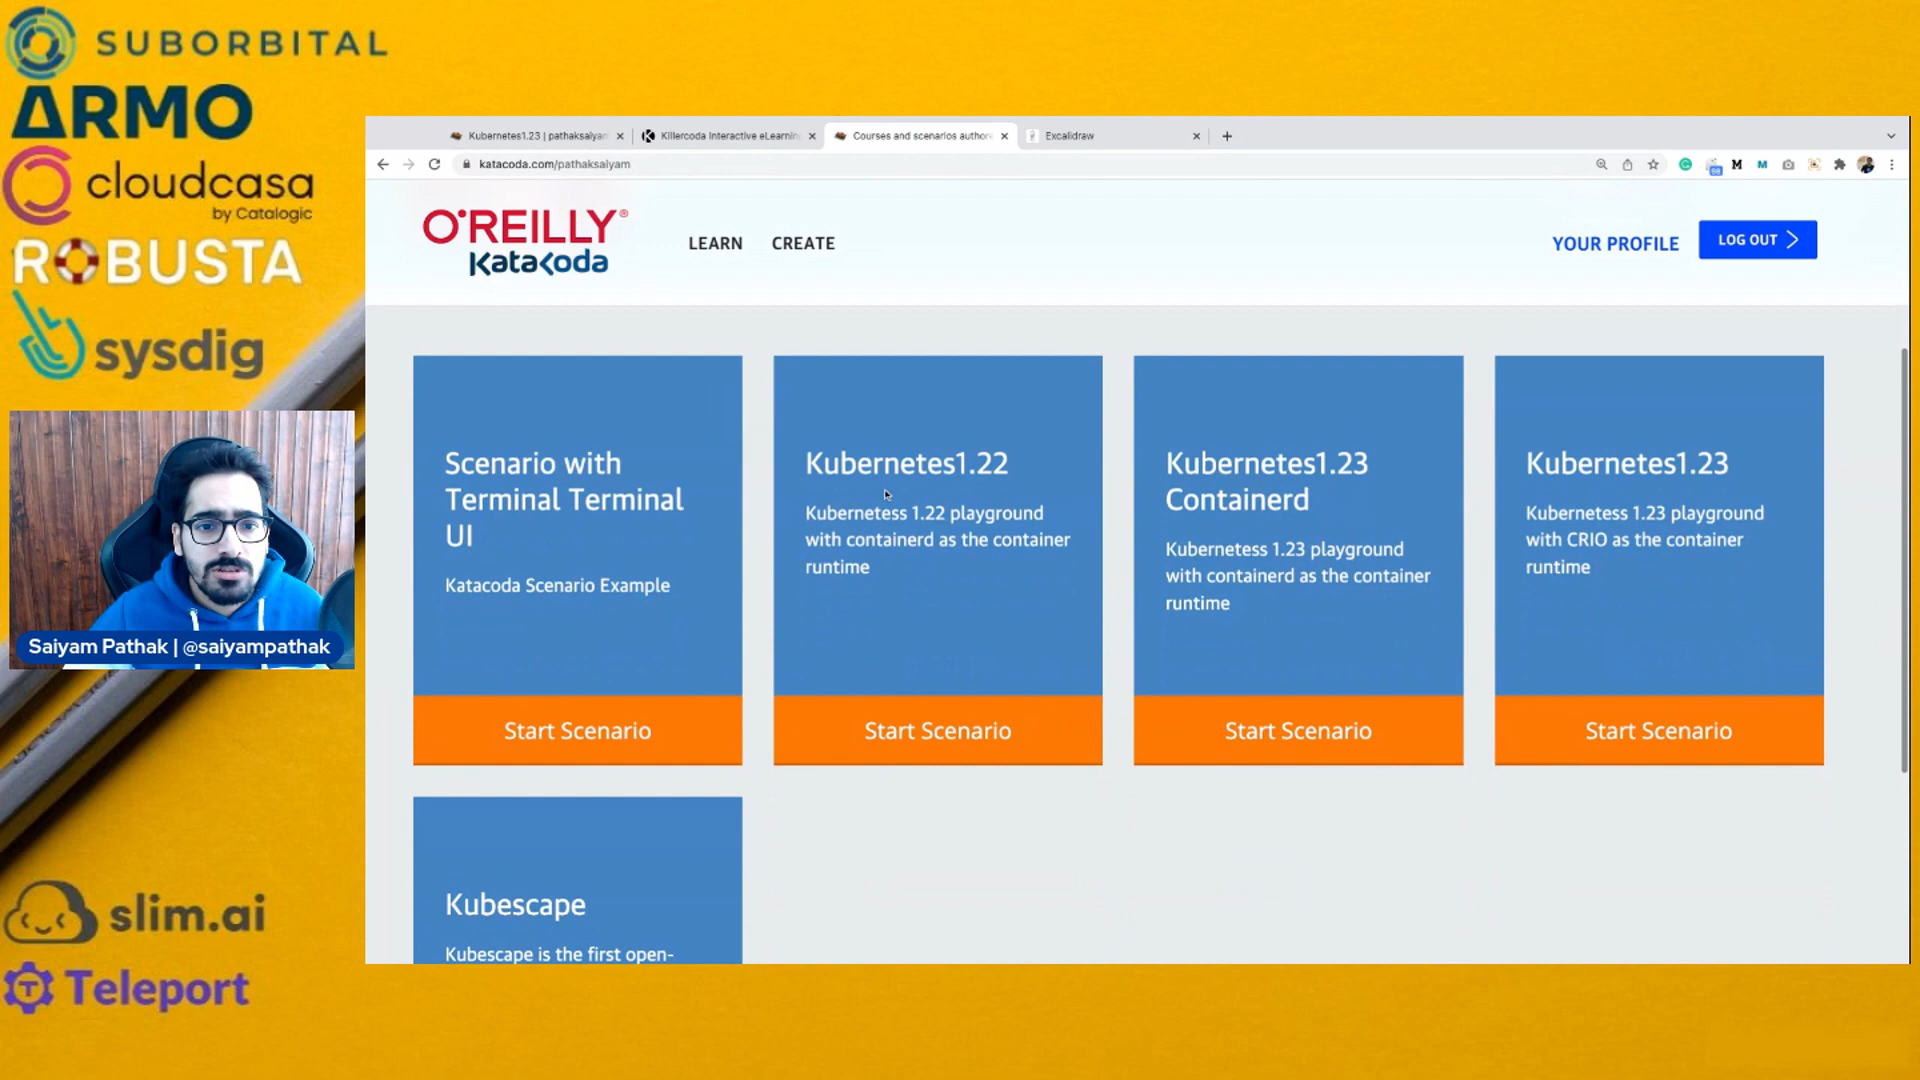 SUBORBITAL
ARMO
cloudcasa
by Catalogic
ROBUSTA
sysdig
Saiyam Pathak | @saiyampathak
slim.ai
Teleport
Kubernetes1.23 | pathaksaiyam
Killercoda Interactive eLearning
Courses and scenarios author
Excalidraw
katacoda.com/pathaksaiyam
O'REILLY®
Katacoda
LEARN
CREATE
YOUR PROFILE
LOG OUT
Scenario with
Terminal Terminal
UI
Katacoda Scenario Example
Start Scenario
Kubernetes1.22
Kubernetess 1.22 playground
with containerd as the container
runtime
Start Scenario
Kubernetes1.23
Containerd
Kubernetess 1.23 playground
with containerd as the container
runtime
Start Scenario
Kubernetes1.23
Kubernetess 1.23 playground
with CRIO as the container
runtime
Start Scenario
Kubescape
Kubescape is the first open-